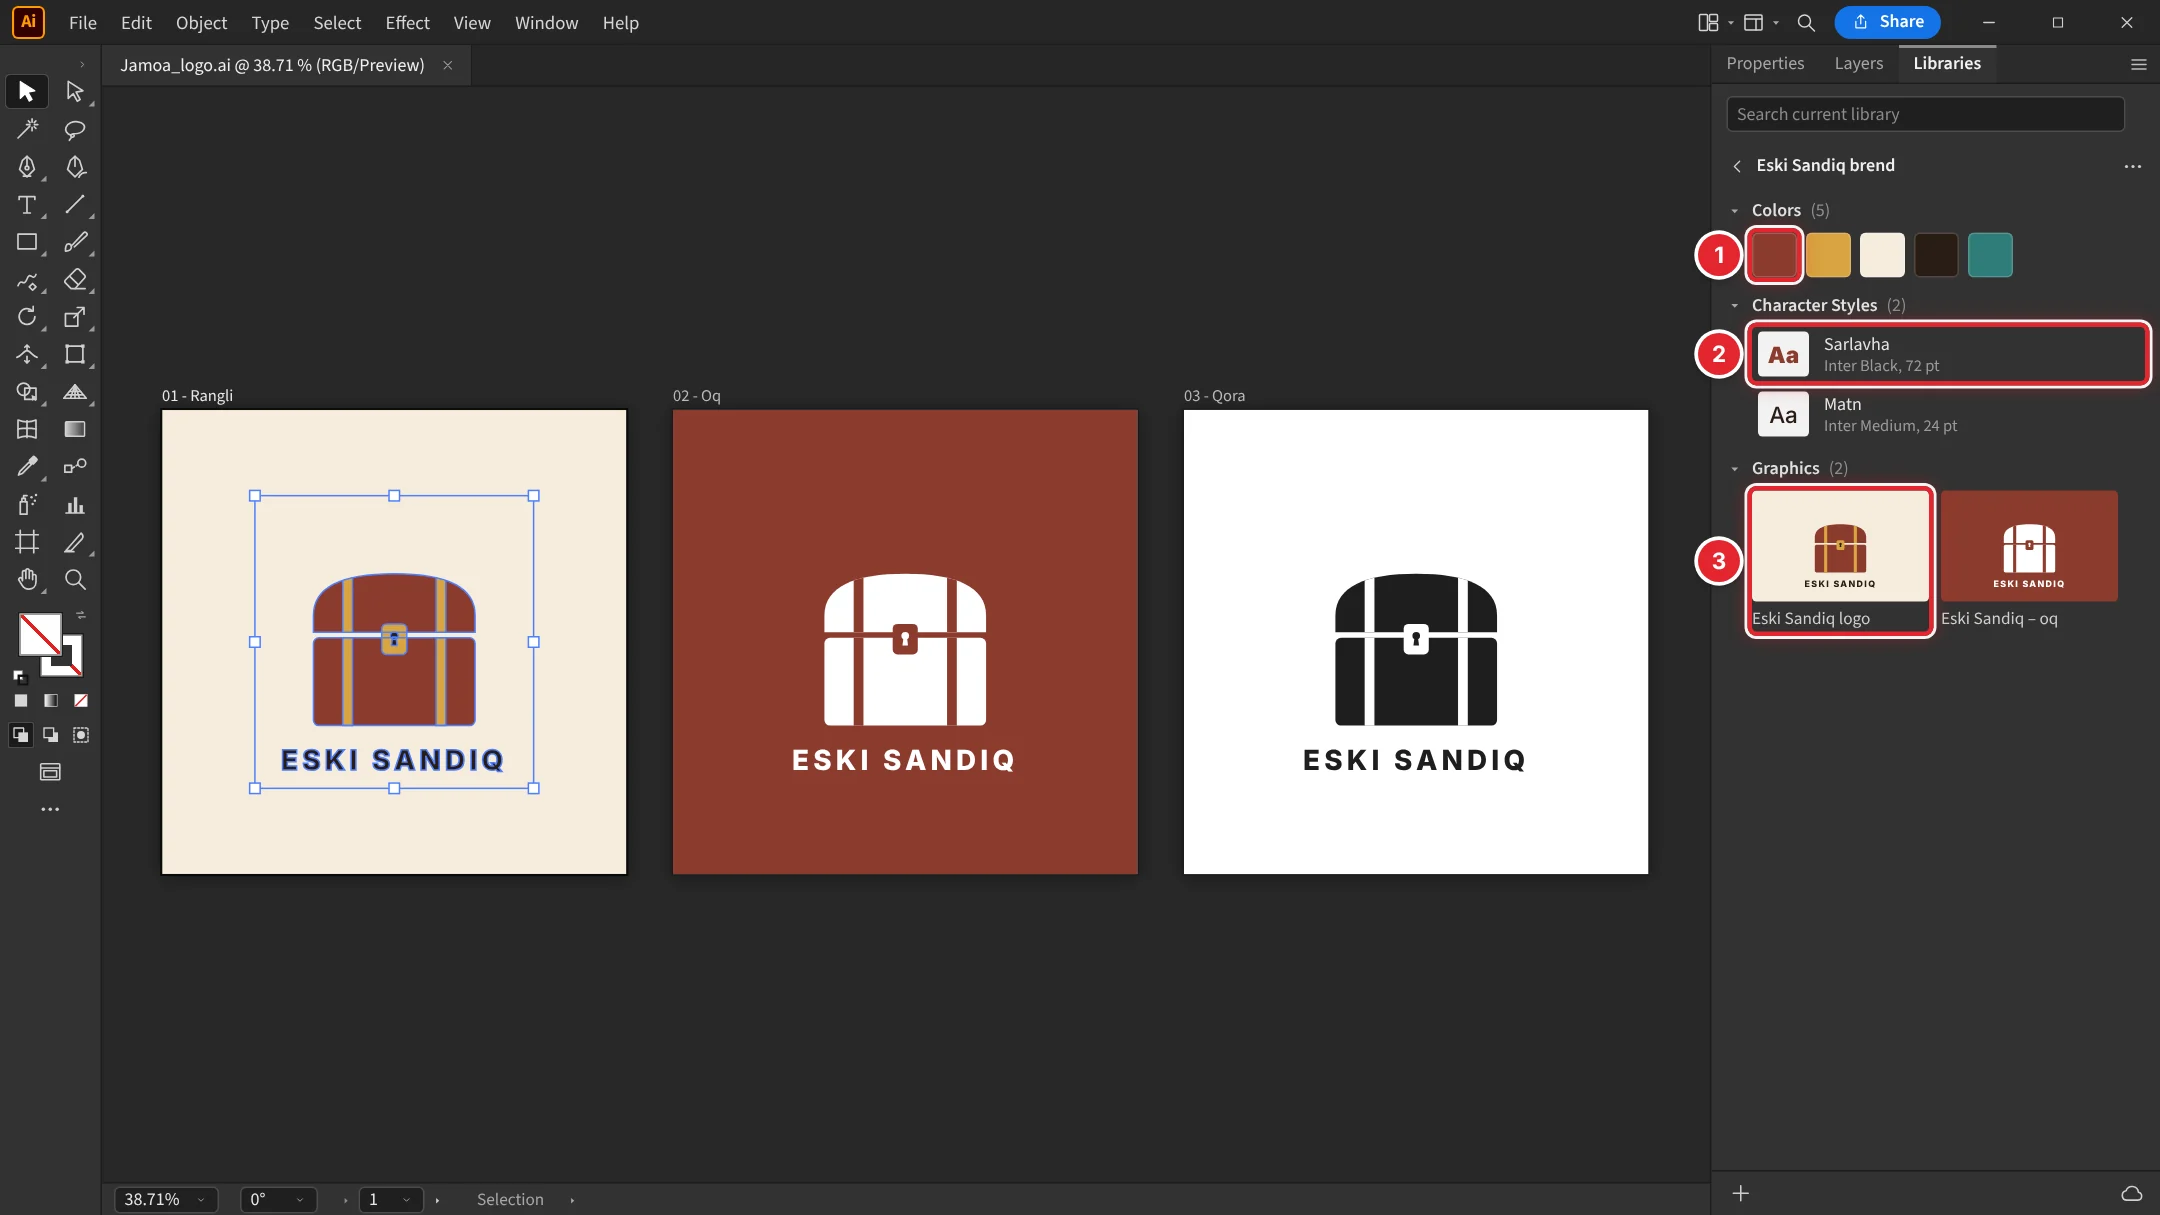 Ai File Edit Object Type Select Effect View Window Help Share
Jamoa_logo.ai @ 38.71 % (RGB/Preview)
Properties Layers Libraries
Search current library
Eski Sandiq brend
Colors (5)
1
Character Styles (2)
2
Aa Sarlavha
Inter Black, 72 pt
Aa Matn
Inter Medium, 24 pt
Graphics (2)
3
ESKI SANDIQ
ESKI SANDIQ
Eski Sandiq logo
Eski Sandiq – oq
01 - Rangli
ESKI SANDIQ
02 - Oq
ESKI SANDIQ
03 - Qora
ESKI SANDIQ
38.71% 0° 1 Selection